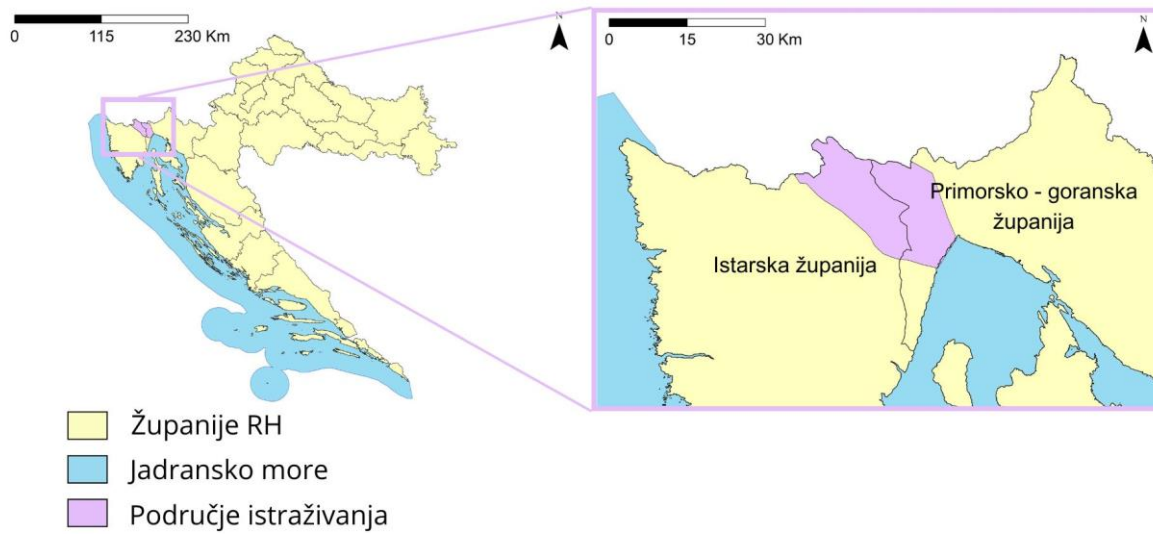 0 115 230 Km
N
0 15 30 Km
N
Primorsko - goranska
županija
Istarska županija
Županije RH
Jadransko more
Područje istraživanja